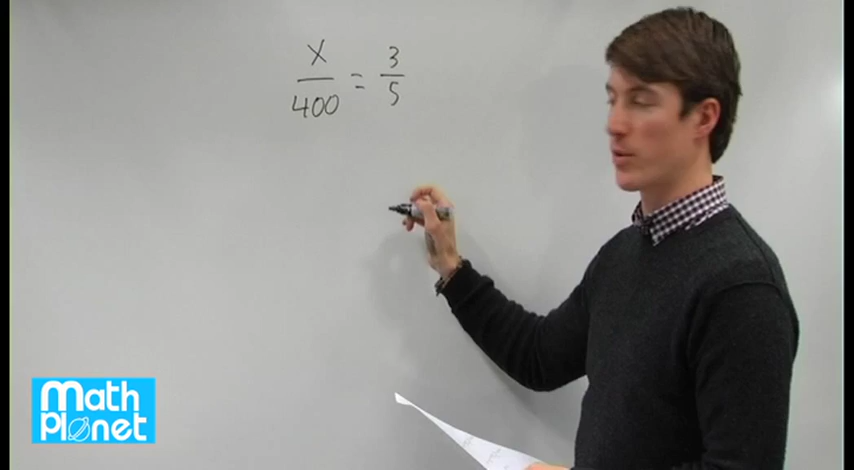 x/400 = 3/5
Math
Planet